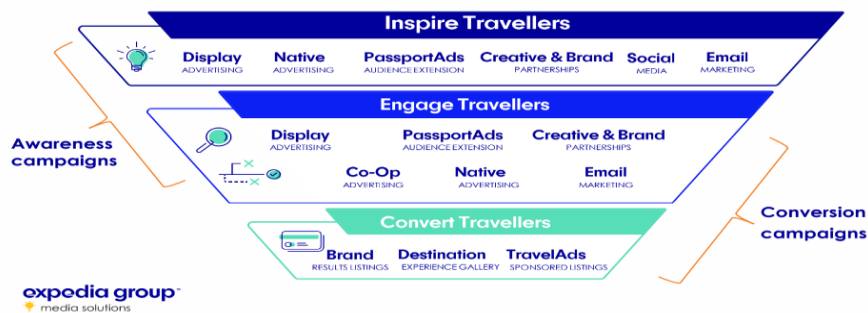 Inspire Travellers
Display Native PassportAds Creative & Brand Social Email
ADVERTISING ADVERTISING AUDIENCE EXTENSION PARTNERSHIPS MEDIA MARKETING
Engage Travellers
Display PassportAds Creative & Brand
ADVERTISING AUDIENCE EXTENSION PARTNERSHIPS
Awareness
campaigns
Co-Op Native Email
ADVERTISING ADVERTISING MARKETING
Convert Travellers
Conversion
campaigns
Brand Destination TravelAds
RESULTS LISTINGS EXPERIENCE GALLERY SPONSORED LISTINGS
expedia group™
media solutions